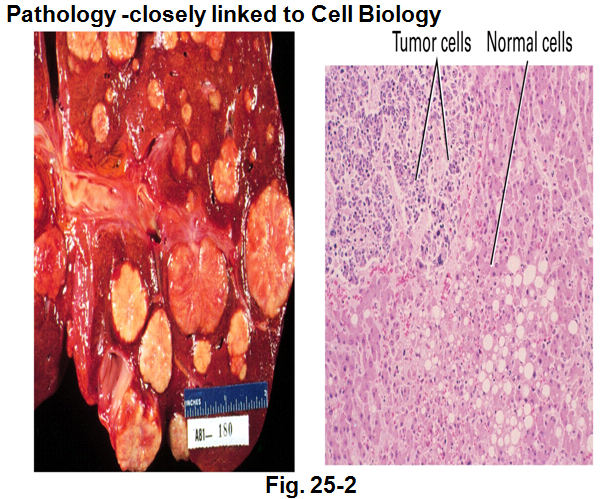 Pathology -closely linked to Cell Biology
Tumor cells Normal cells
INCHES
A81— 180
Fig. 25-2